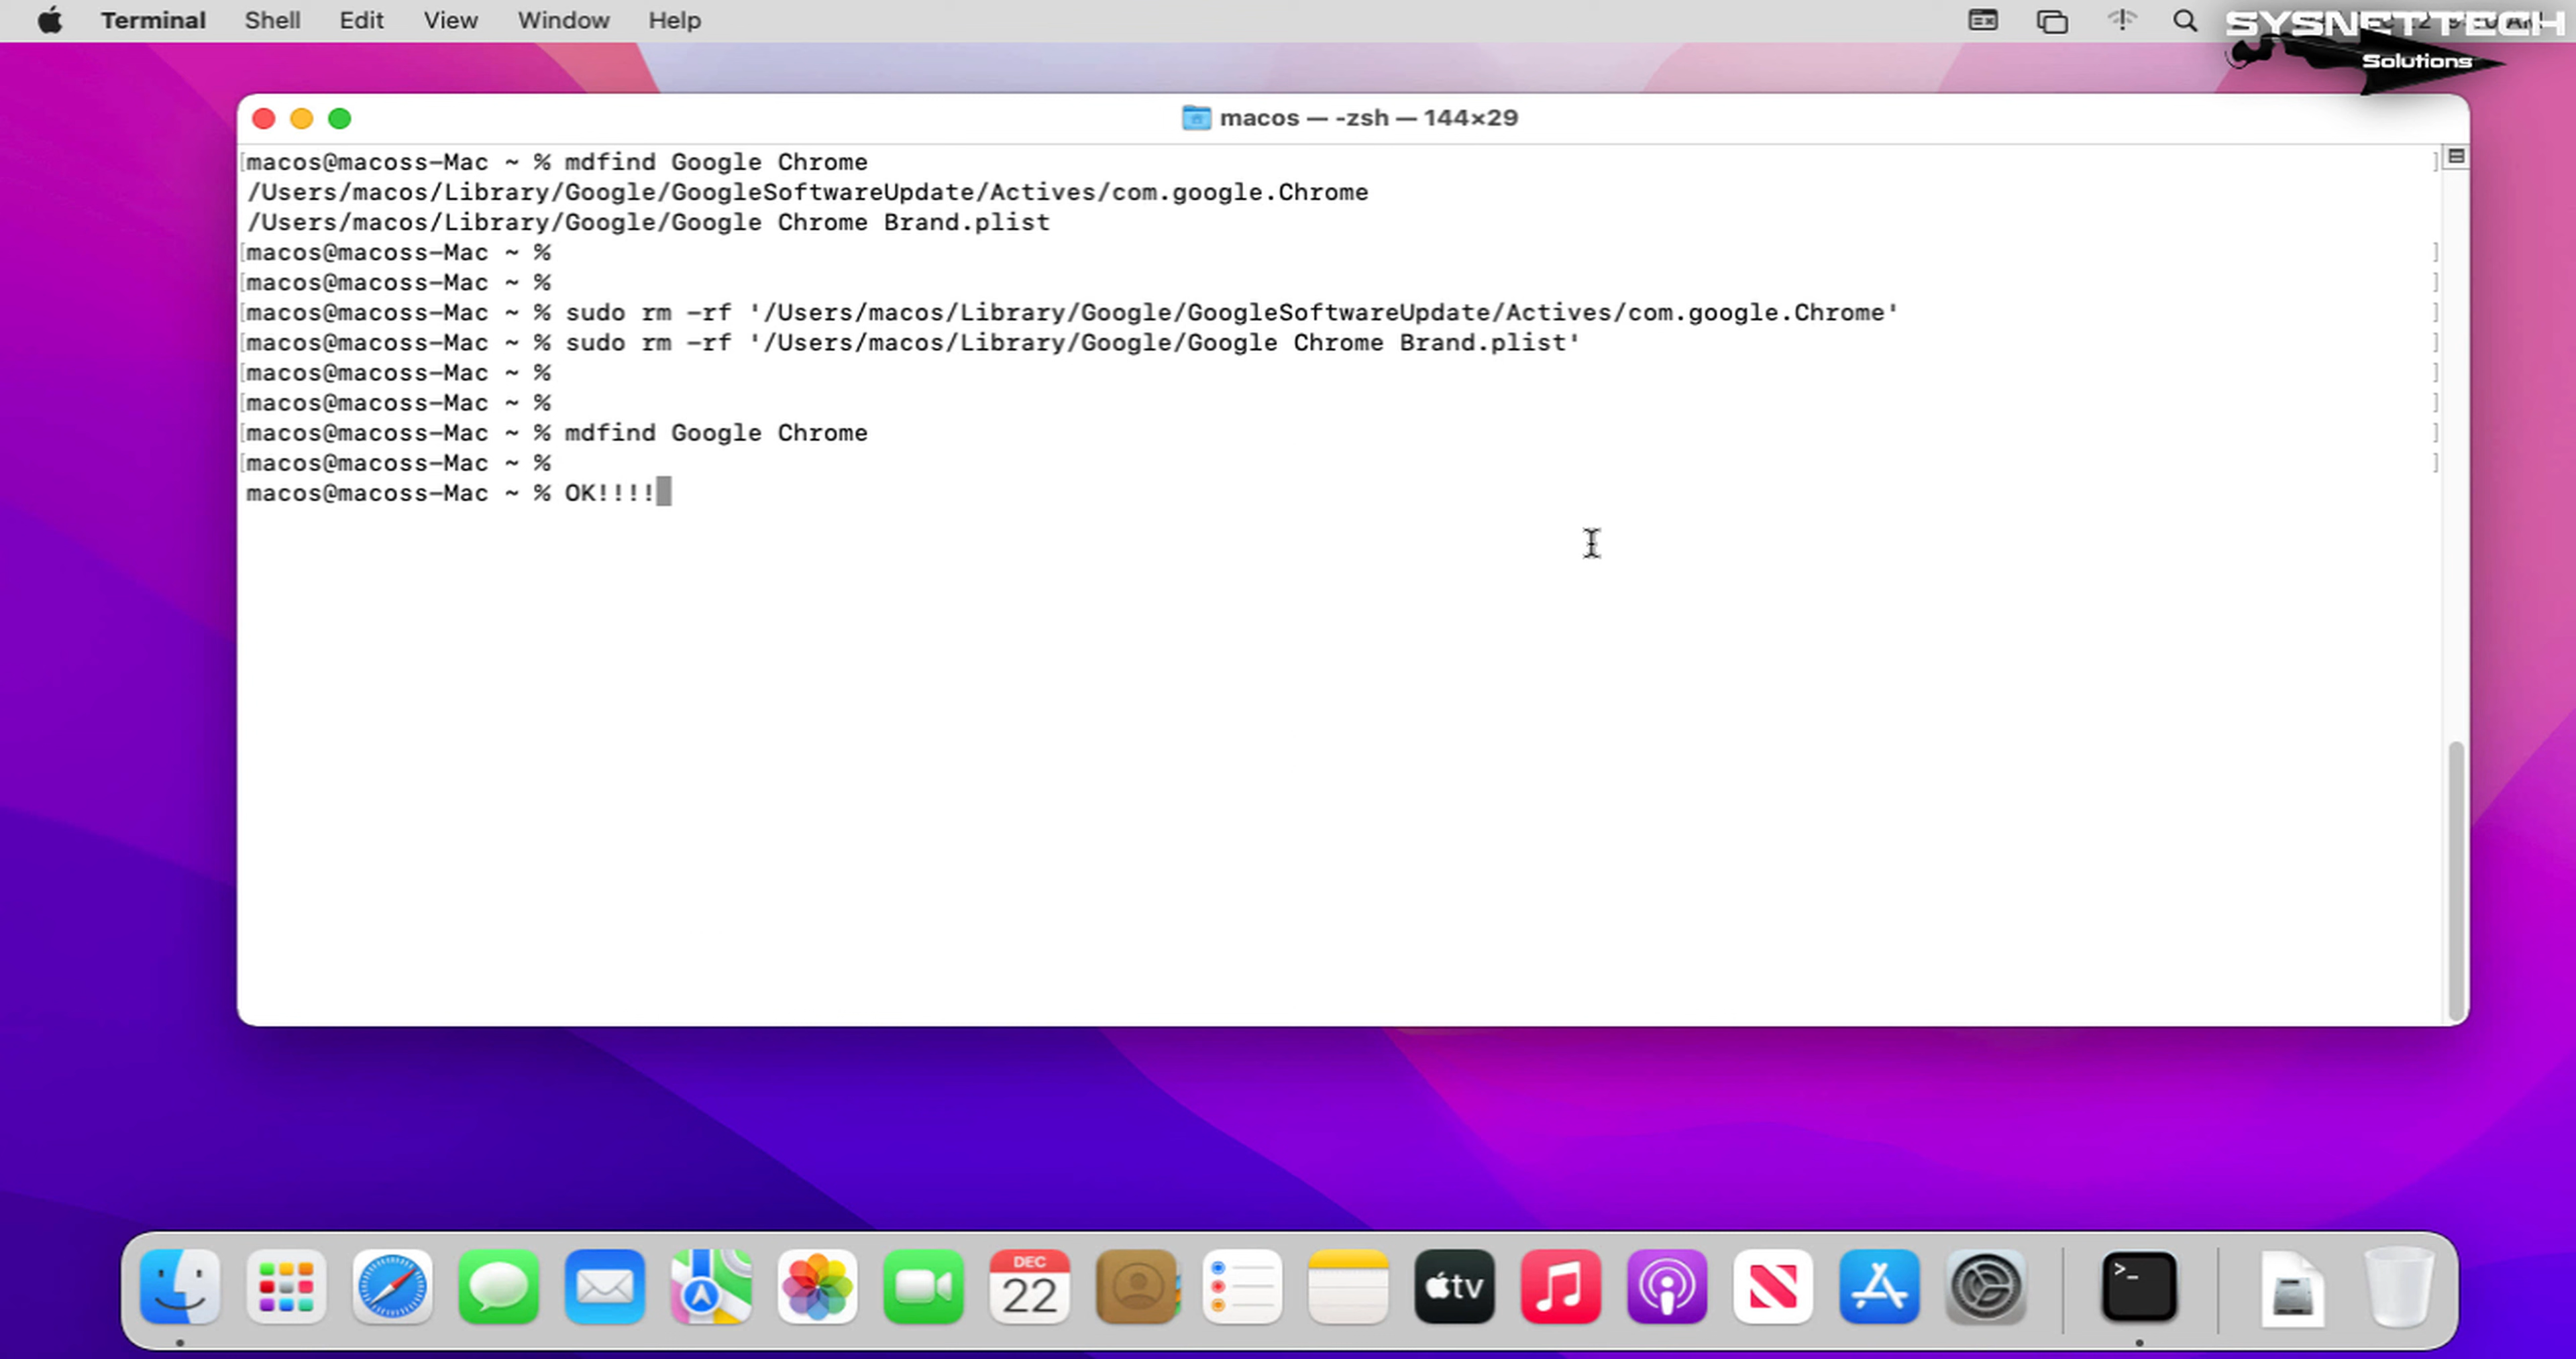 Terminal Shell Edit View Window Help
SYSNETTECH
Solutions
macos — -zsh — 144×29
macos@macoss-Mac ~ % mdfind Google Chrome
/Users/macos/Library/Google/GoogleSoftwareUpdate/Actives/com.google.Chrome
/Users/macos/Library/Google/Google Chrome Brand.plist
macos@macoss-Mac ~ %
macos@macoss-Mac ~ %
macos@macoss-Mac ~ % sudo rm -rf '/Users/macos/Library/Google/GoogleSoftwareUpdate/Actives/com.google.Chrome'
macos@macoss-Mac ~ % sudo rm -rf '/Users/macos/Library/Google/Google Chrome Brand.plist'
macos@macoss-Mac ~ %
macos@macoss-Mac ~ %
macos@macoss-Mac ~ % mdfind Google Chrome
macos@macoss-Mac ~ %
macos@macoss-Mac ~ % OK!!!!
DEC
22
tv
>_